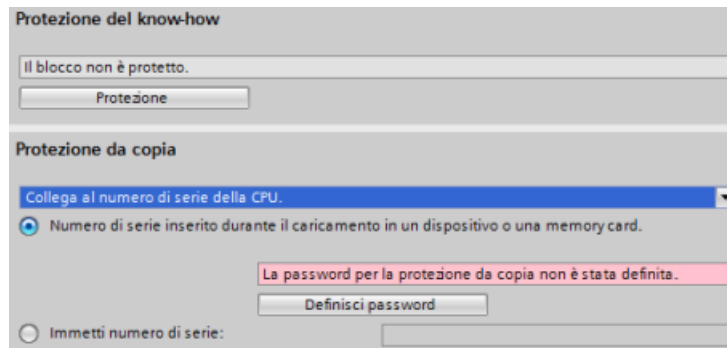 Protezione del know-how
Il blocco non è protetto.
Protezione
Protezione da copia
Collega al numero di serie della CPU.
Numero di serie inserito durante il caricamento in un dispositivo o una memory card.
La password per la protezione da copia non è stata definita.
Definisci password
Immetti numero di serie: